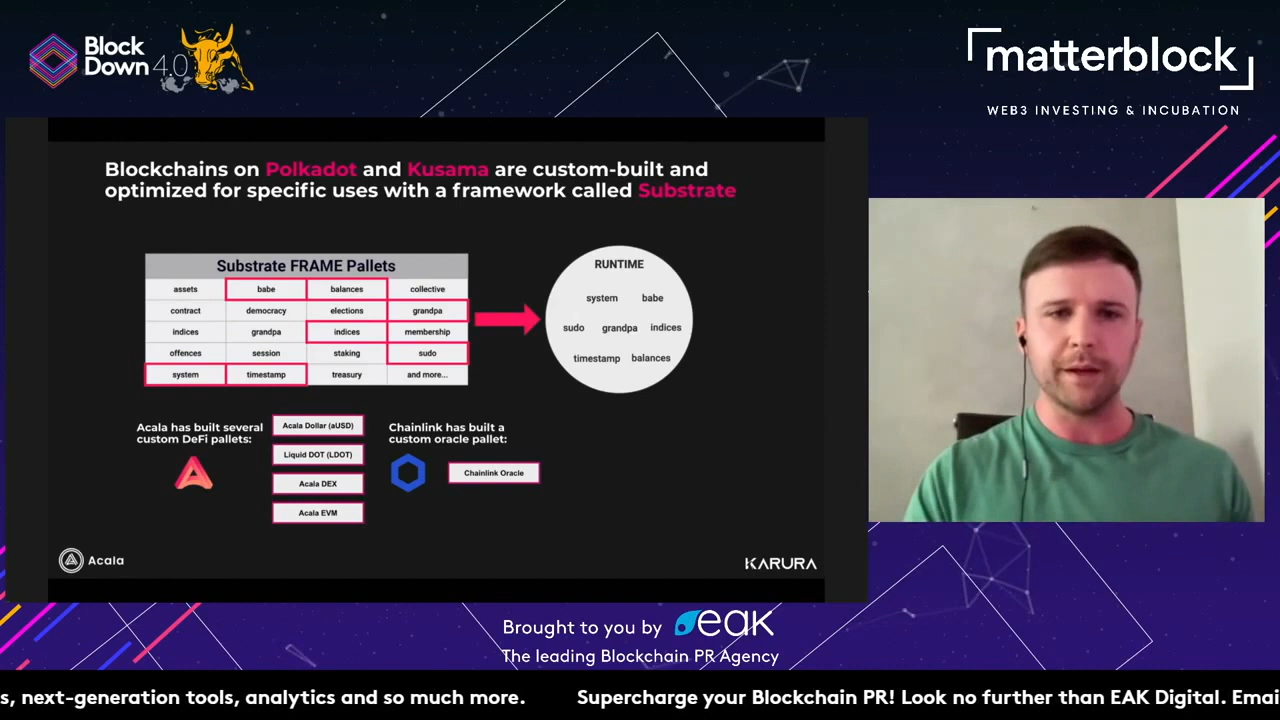 Block
Down 4.0
matterblock
WEB3 INVESTING & INCUBATION
Blockchains on Polkadot and Kusama are custom-built and
optimized for specific uses with a framework called Substrate
Substrate FRAME Pallets
assets babe balances collective
contract democracy elections grandpa
indices grandpa indices membership
offences session staking sudo
system timestamp treasury and more...
RUNTIME
system babe
sudo grandpa indices
timestamp balances
Acala has built several
custom DeFi pallets:
Acala Dollar (aUSD)
Liquid DOT (LDOT)
Acala DEX
Acala EVM
Chainlink has built a
custom oracle pallet:
Chainlink Oracle
Acala
KARURA
Brought to you by eak
The leading Blockchain PR Agency
s, next-generation tools, analytics and so much more. Supercharge your Blockchain PR! Look no further than EAK Digital. Emai